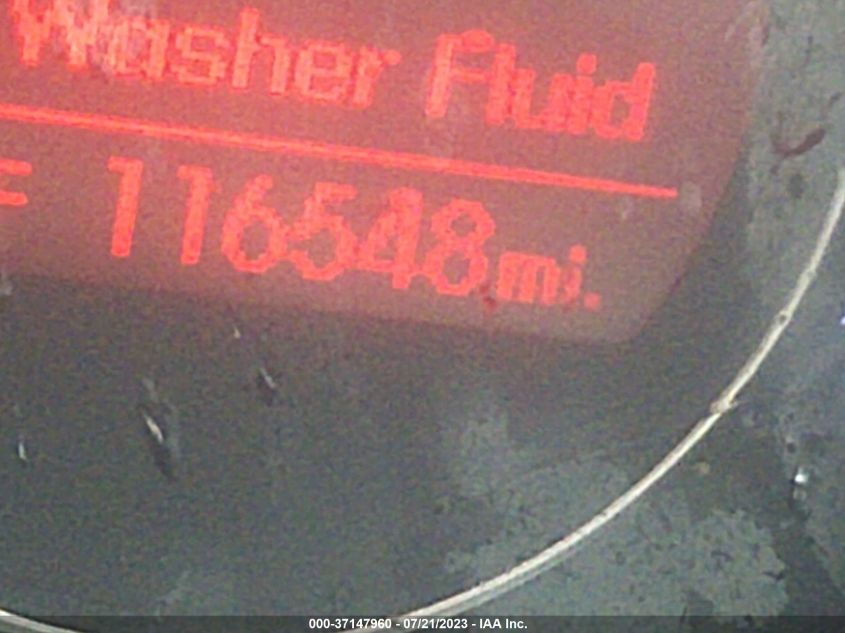 Washer Fluid
F 116548 mi.
000-37147960 - 07/21/2023 - IAA Inc.